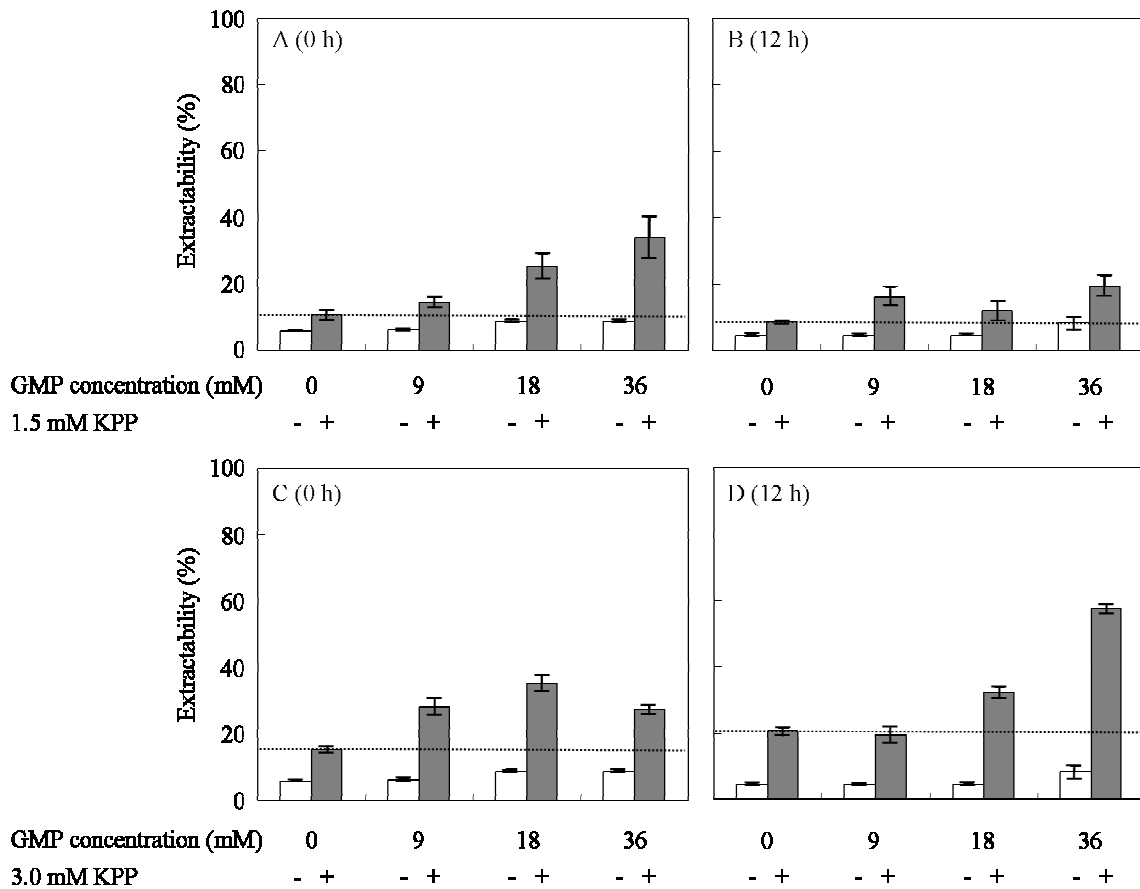 A (0 h)
B (12 h)
Extractability (%)
100
80
60
40
20
0
GMP concentration (mM) 0 9 18 36 0 9 18 36
1.5 mM KPP - + - + - + - + - + - + - + - +
C (0 h)
D (12 h)
Extractability (%)
100
80
60
40
20
0
GMP concentration (mM) 0 9 18 36 0 9 18 36
3.0 mM KPP - + - + - + - + - + - + - + - +